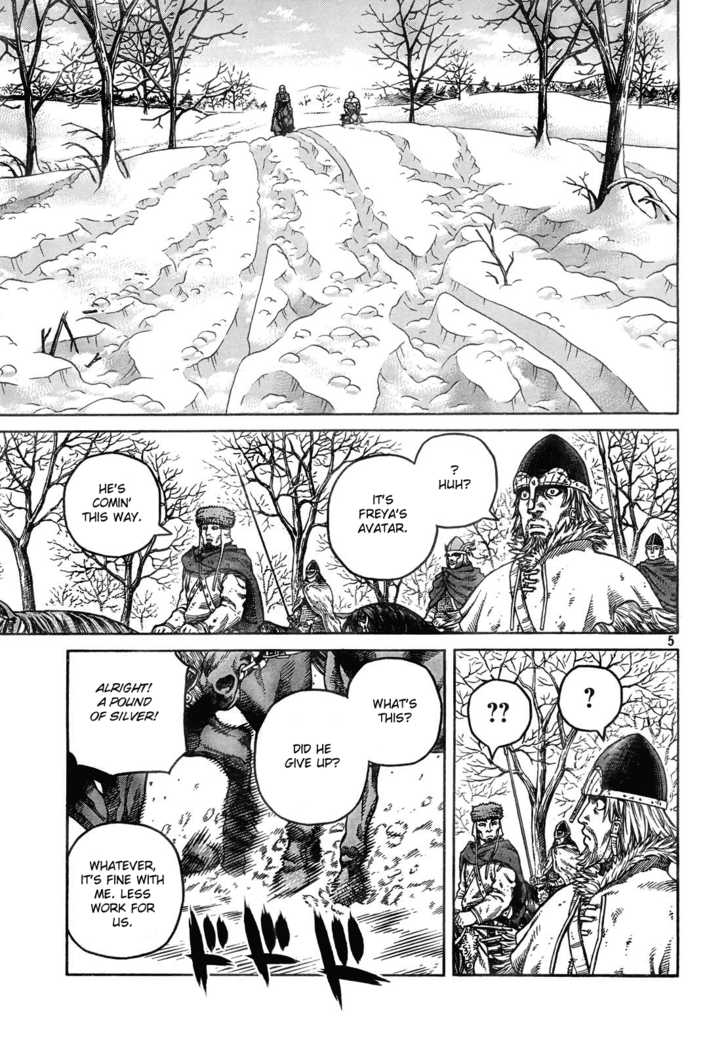 ?
HUH?
IT'S
FREYA'S
AVATAR.
HE'S
COMIN'
THIS WAY.
5
?
??
WHAT'S
THIS?
DID HE
GIVE UP?
ALRIGHT!
A POUND
OF SILVER!
WHATEVER,
IT'S FINE WITH
ME. LESS
WORK FOR
US.
ドドド